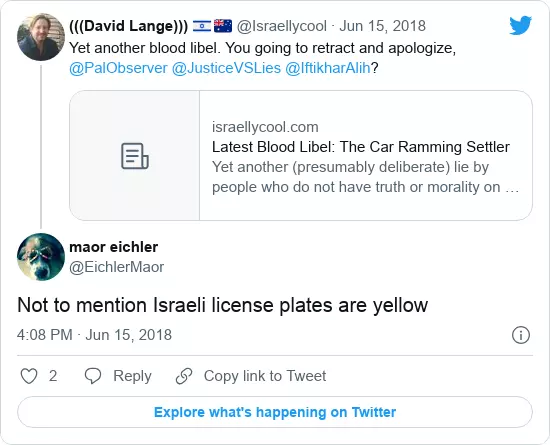 (((David Lange))) 🇮🇱 🇦🇺 @Israellycool · Jun 15, 2018
Yet another blood libel. You going to retract and apologize,
@PalObserver @JusticeVSLies @IftikharAlih?
israellycool.com
Latest Blood Libel: The Car Ramming Settler
Yet another (presumably deliberate) lie by
people who do not have truth or morality on …
maor eichler
@EichlerMaor
Not to mention Israeli license plates are yellow
4:08 PM · Jun 15, 2018
2 Reply Copy link to Tweet
Explore what's happening on Twitter